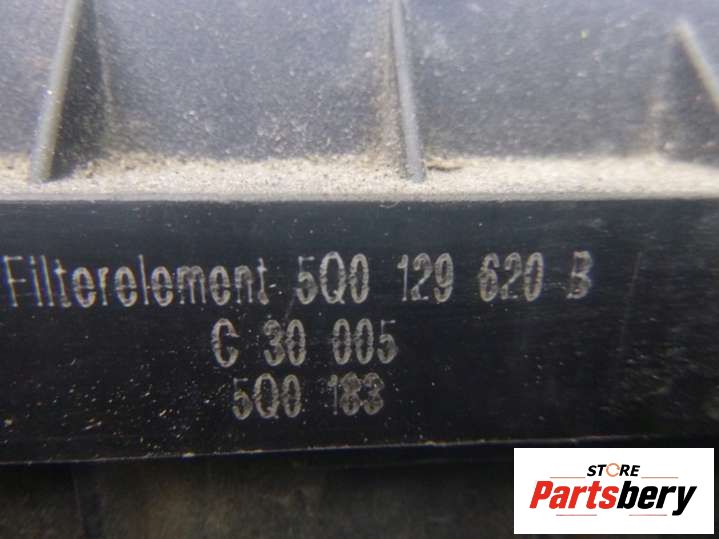 Filterelement 5Q0 129 620 B
C 30 005
5Q0 183
STORE
Partsbery